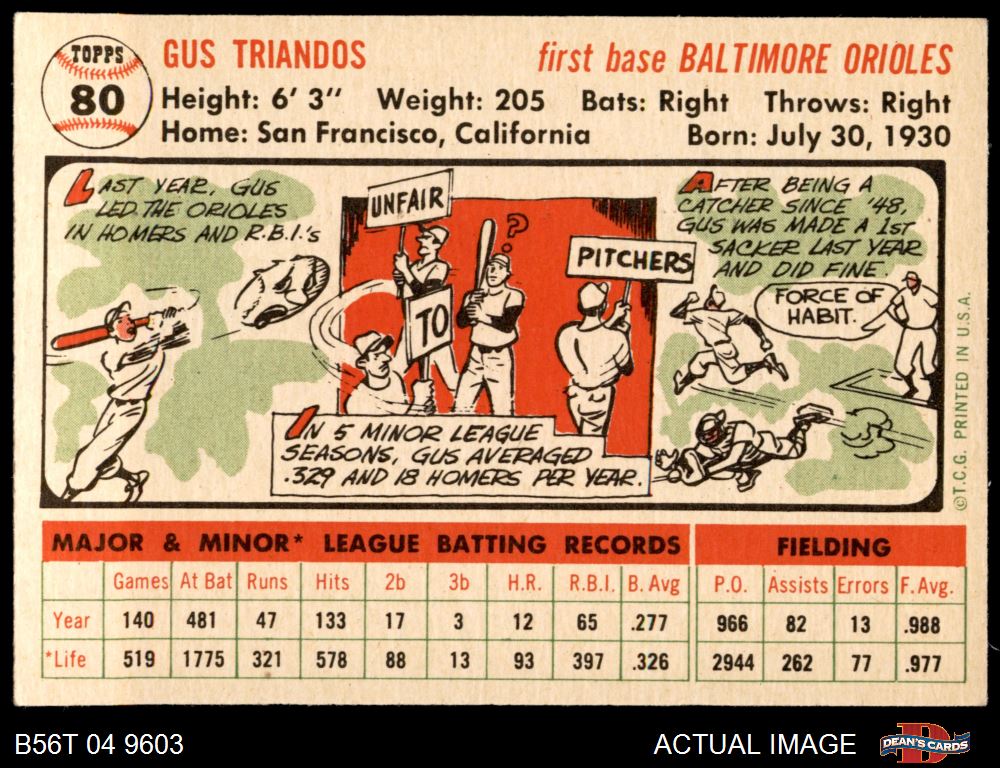 TOPPS
80
GUS TRIANDOS
first base BALTIMORE ORIOLES
Height: 6' 3" Weight: 205 Bats: Right Throws: Right
Home: San Francisco, California Born: July 30, 1930
LAST YEAR, GUS
LED THE ORIOLES
IN HOMERS AND R.B.I.'s
UNFAIR
TO
?
PITCHERS
IN 5 MINOR LEAGUE
SEASONS, GUS AVERAGED
.329 AND 18 HOMERS PER YEAR.
AFTER BEING A
CATCHER SINCE '48,
GUS WAS MADE A 1st
SACKER LAST YEAR
AND DID FINE.
FORCE OF
HABIT.
©T.C.G. PRINTED IN U.S.A.
MAJOR & MINOR* LEAGUE BATTING RECORDS FIELDING
Games At Bat Runs Hits 2b 3b H.R. R.B.I. B. Avg P.O. Assists Errors F. Avg.
Year 140 481 47 133 17 3 12 65 .277 966 82 13 .988
*Life 519 1775 321 578 88 13 93 397 .326 2944 262 77 .977
B56T 04 9603
ACTUAL IMAGE
DEAN'S CARDS